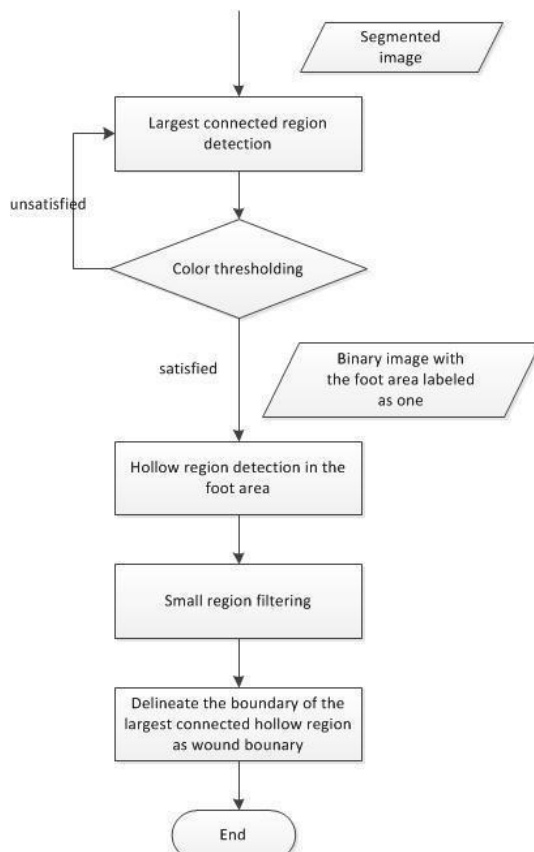 Segmented
image
Largest connected region
detection
unsatisfied
Color thresholding
satisfied
Binary image with
the foot area labeled
as one
Hollow region detection in the
foot area
Small region filtering
Delineate the boundary of the
largest connected hollow region
as wound bounary
End